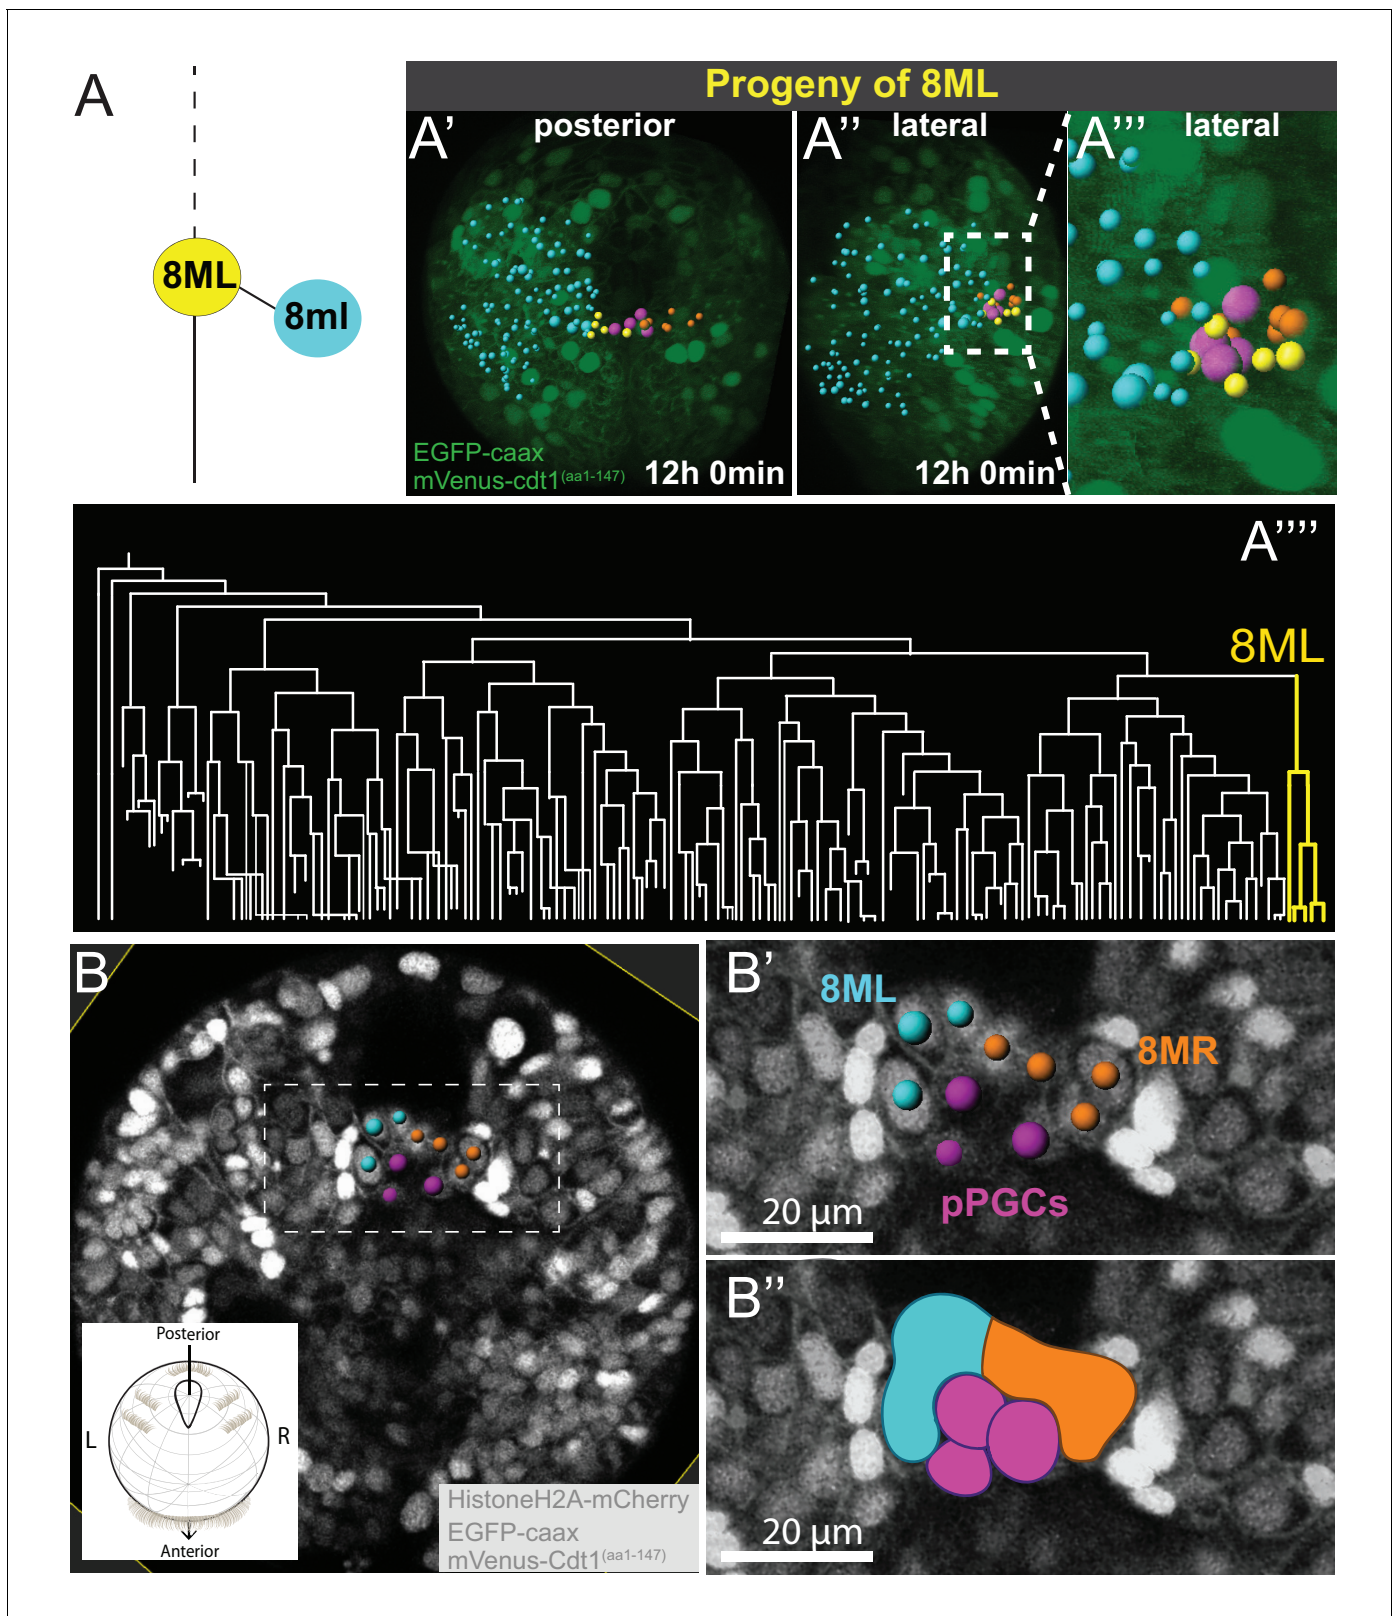 A
8ML
8ml
Progeny of 8ML
A’
posterior
EGFP-caax
mVenus-cdt1(aa1-147)
12h 0min
A’’
lateral
12h 0min
A’’’
lateral
A’’’’
8ML
B
Posterior
L
R
Anterior
HistoneH2A-mCherry
EGFP-caax
mVenus-Cdt1(aa1-147)
B’
8ML
8MR
pPGCs
20 µm
B’’
20 µm